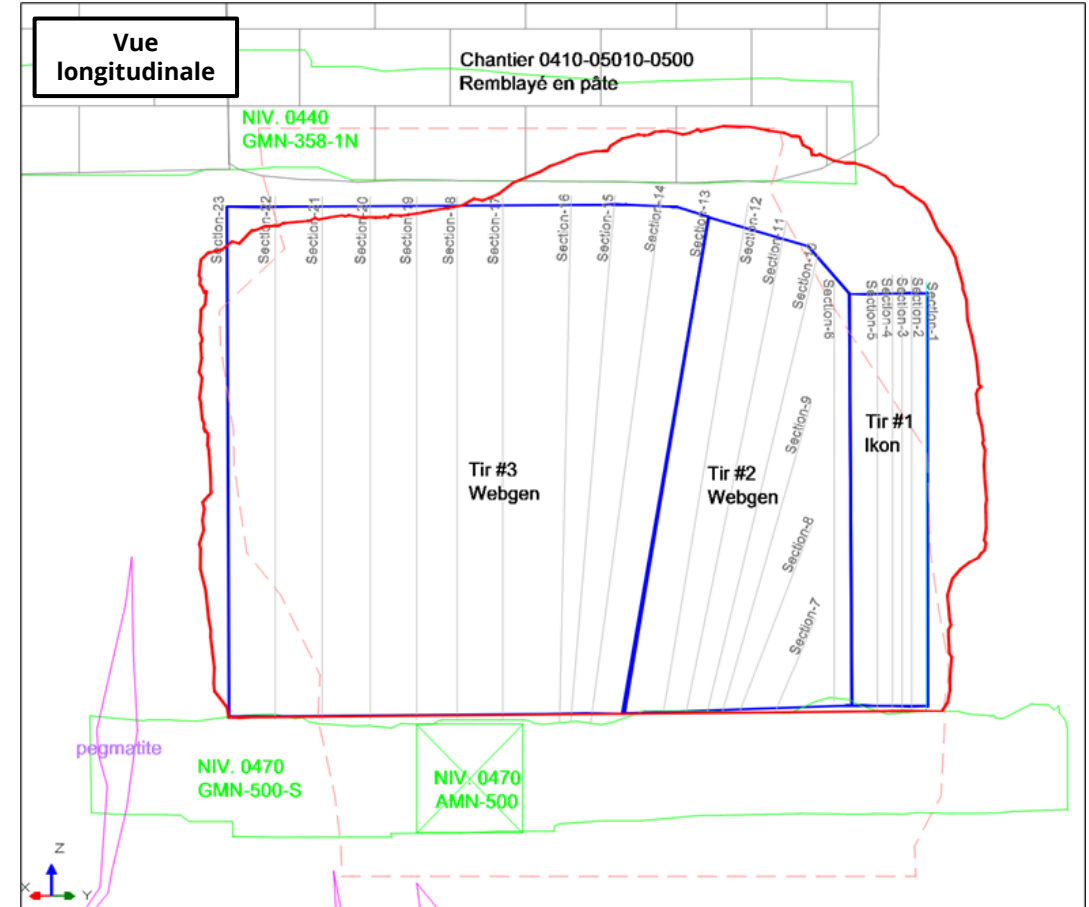 Vue
longitudinale
Chantier 0410-05010-0500
Remblayé en pâte
NIV. 0440
GMN-358-1N
Section-23
Section-22
Section-21
Section-20
Section-19
Section-18
Section-17
Section-16
Section-15
Section-14
Section-13
Section-12
Section-11
Section-10
Section-6
Section-5
Section-4
Section-3
Section-2
Section-1
Section-9
Section-8
Section-7
Tir #1
Ikon
Tir #2
Webgen
Tir #3
Webgen
pegmatite
NIV. 0470
GMN-500-S
NIV. 0470
AMN-500
Z
X
Y